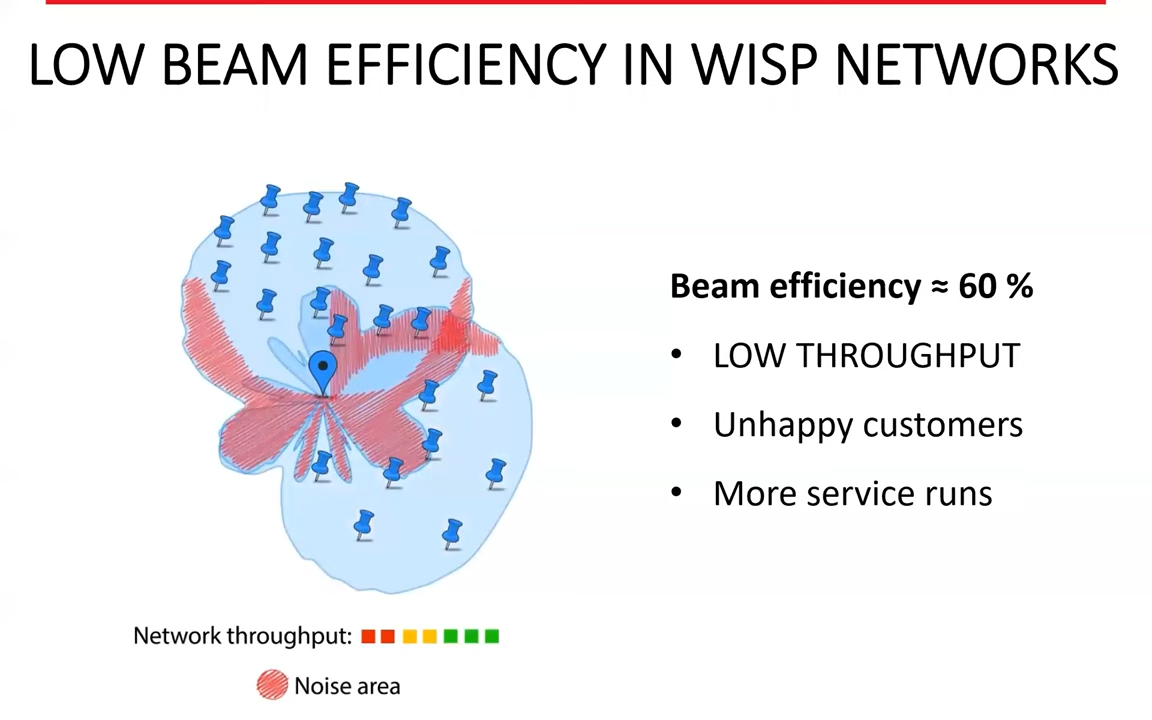 LOW BEAM EFFICIENCY IN WISP NETWORKS
Beam efficiency ≈ 60 %
• LOW THROUGHPUT
• Unhappy customers
• More service runs
Network throughput:
Noise area